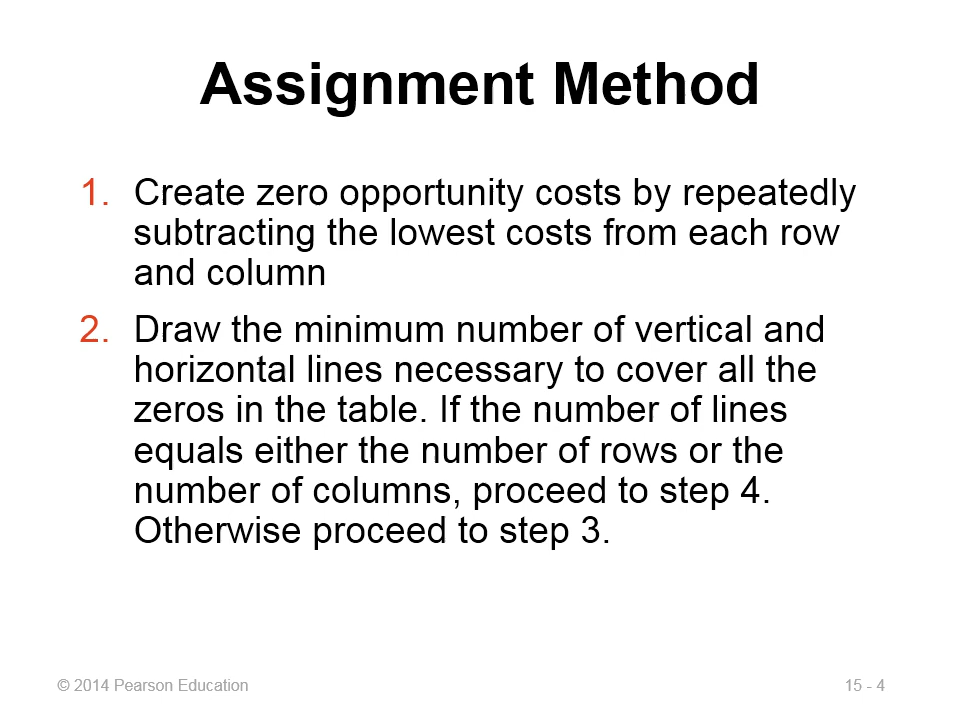 Assignment Method
1. Create zero opportunity costs by repeatedly
subtracting the lowest costs from each row
and column
2. Draw the minimum number of vertical and
horizontal lines necessary to cover all the
zeros in the table. If the number of lines
equals either the number of rows or the
number of columns, proceed to step 4.
Otherwise proceed to step 3.
© 2014 Pearson Education
15 - 4